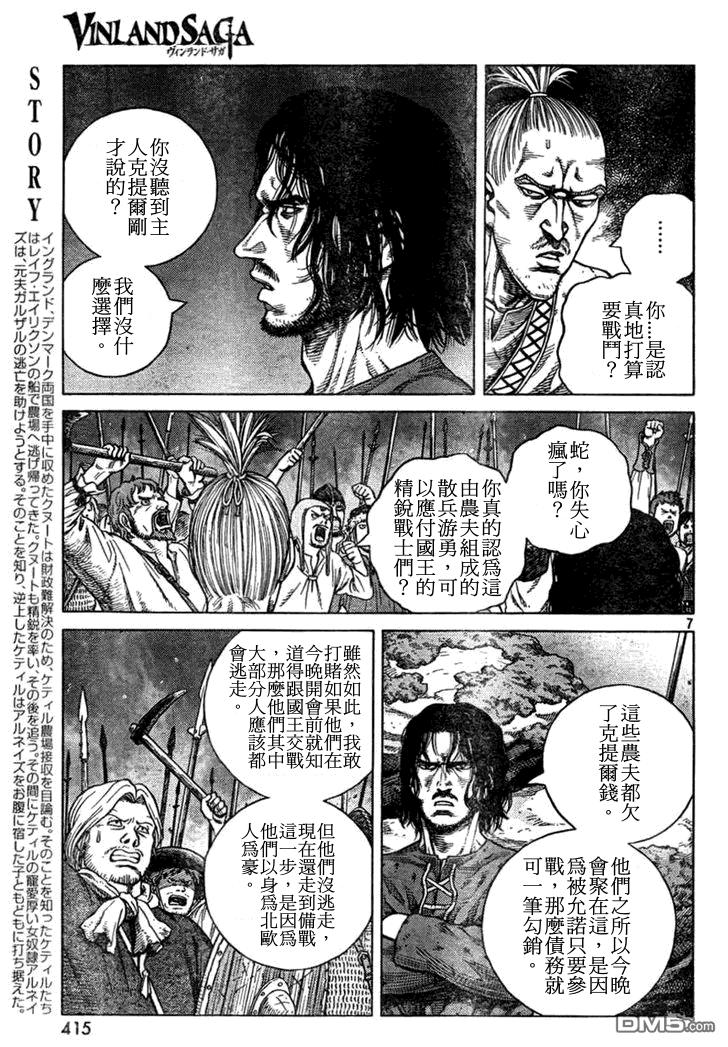 VINLAND SAGA
ヴィンランド・サガ
STORY
イングランド、デンマーク両国を手中に収めたクヌートは財政難解決のため、ケティル農場接収を目論む。そのことを知ったケティルたち
はレイフ・エイリクソンの船で農場へ逃げ帰ってきた。クヌートも精鋭を率い、その後を追う。その間にケティルの寵愛厚い女奴隷アルネイ
ズは、元夫ガルザルの逃亡を助けようとする。そのことを知り、逆上したケティルはアルネイズをお腹に宿した子どもともに打ち据えた。
……
你……是認
真地打算
要戰鬥？
你沒聽到主
人克提爾剛
才說的？
我們沒什
麼選擇。
蛇，你失心
瘋了嗎？
你真的認為這
由農夫組成的
散兵游勇，可
以應付國王的
精銳戰士們？
7
這些農夫都欠
了克提爾錢。
他們之所以今晚
會聚在這，是因
為被允諾只要參
戰，那麼債務就
可一筆勾銷。
雖然如此，我敢
打賭如果他們在
今晚開會前就知
道得跟國王交戰
，那麼他們其中
大部分人應該都
會逃走。
但他們沒逃走，
現在還走到備戰
這一步，是因為
他們以身為北歐
人為豪。
415
DM5.com